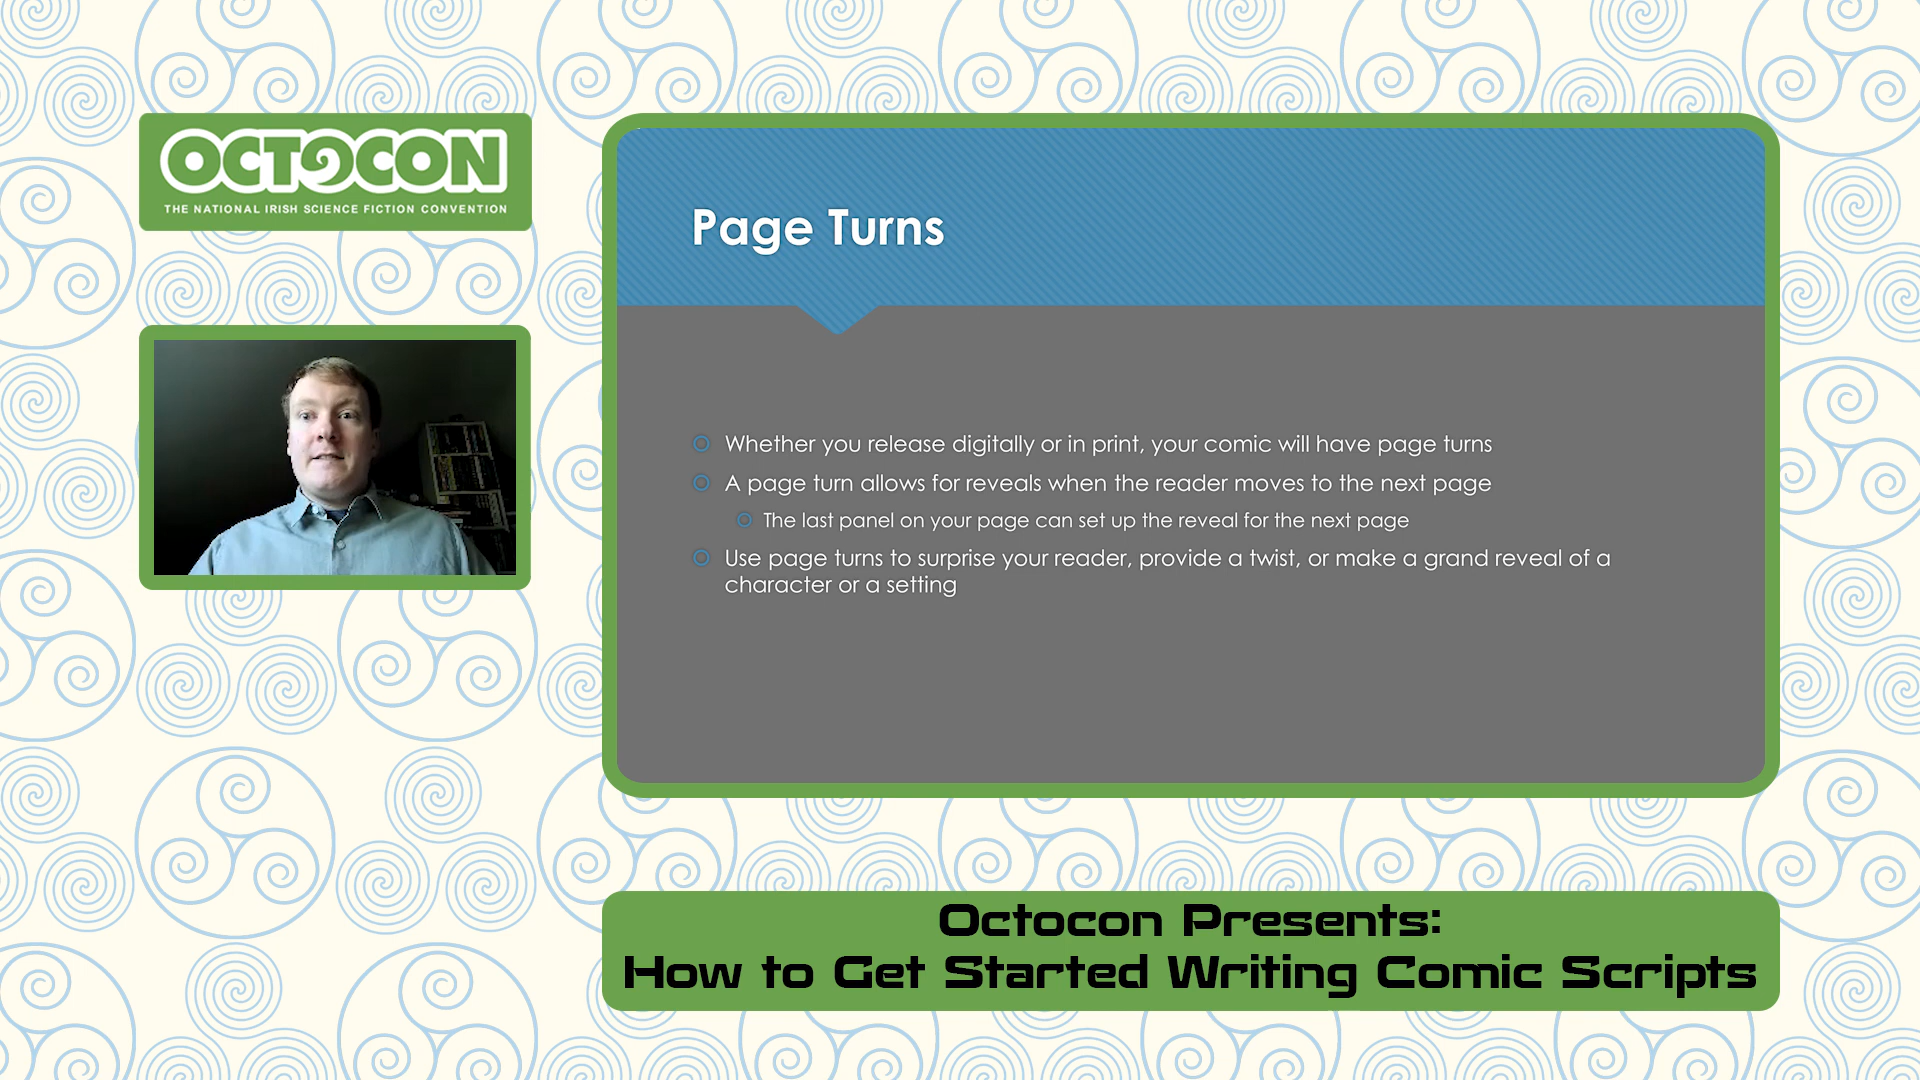 OCTOCON
THE NATIONAL IRISH SCIENCE FICTION CONVENTION
Page Turns
Whether you release digitally or in print, your comic will have page turns
A page turn allows for reveals when the reader moves to the next page
The last panel on your page can set up the reveal for the next page
Use page turns to surprise your reader, provide a twist, or make a grand reveal of a
character or a setting
Octocon Presents:
How to Get Started Writing Comic Scripts